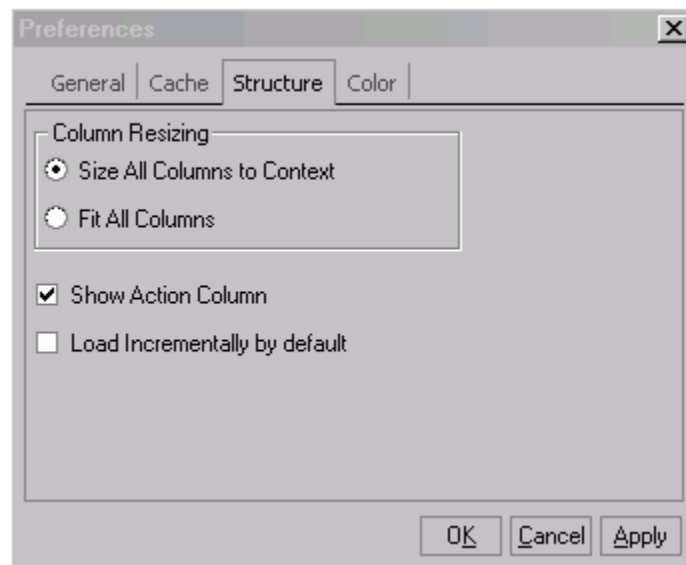 Preferences
General Cache Structure Color
Column Resizing
Size All Columns to Context
Fit All Columns
Show Action Column
Load Incrementally by default
OK Cancel Apply